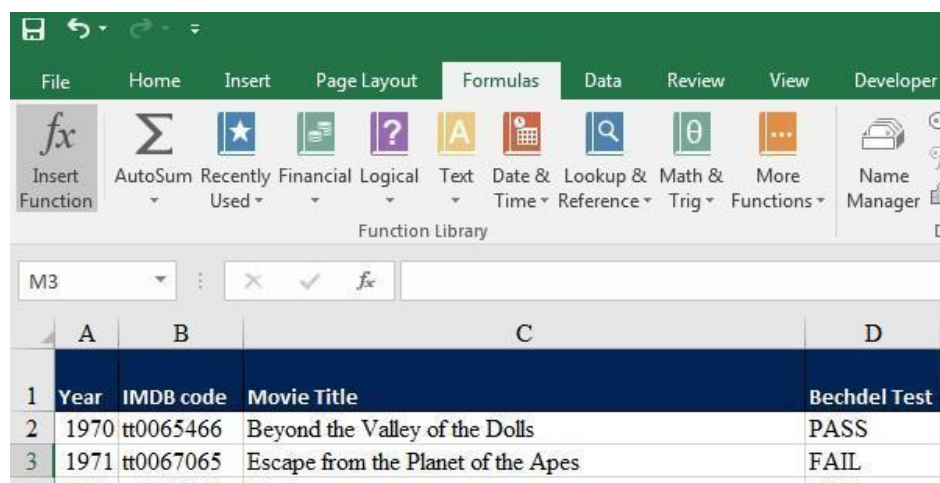 File Home Insert Page Layout Formulas Data Review View Developer
fx
Insert Function AutoSum Recently Used Financial Logical Text Date & Time Lookup & Reference Math & Trig More Functions Name Manager
Function Library
M3 fx
A B C D
1 Year IMDB code Movie Title Bechdel Test
2 1970 tt0065466 Beyond the Valley of the Dolls PASS
3 1971 tt0067065 Escape from the Planet of the Apes FAIL